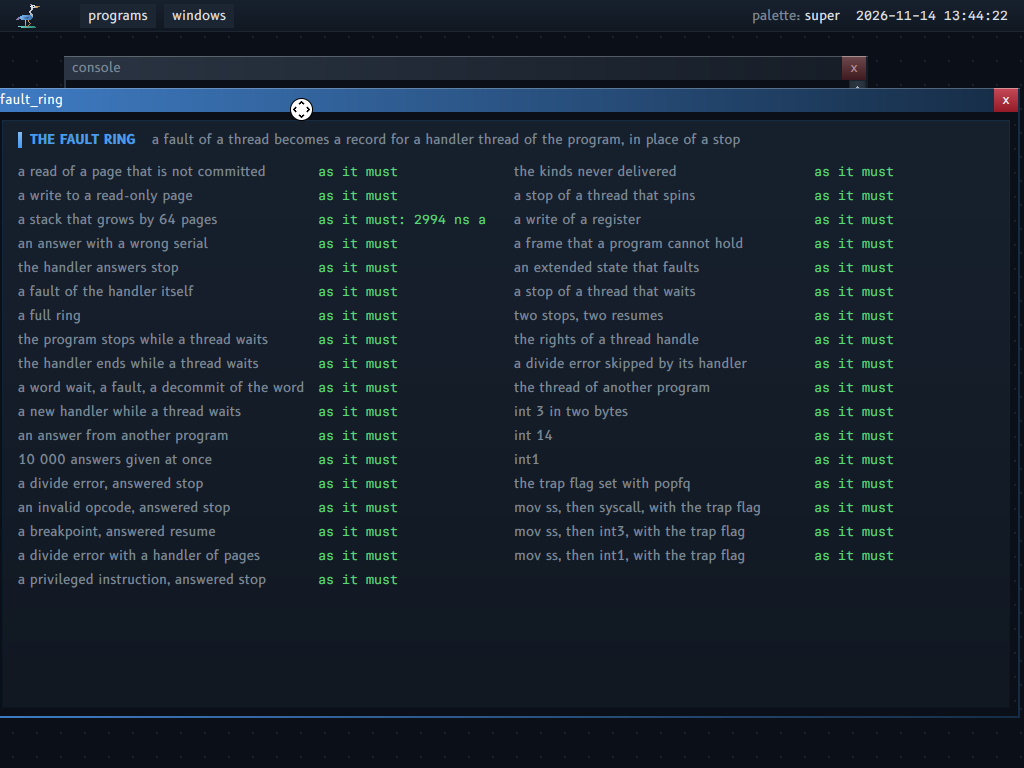 programs windows palette: super 2026-11-14 13:44:22
console x
fault_ring x
THE FAULT RING a fault of a thread becomes a record for a handler thread of the program, in place of a stop
a read of a page that is not committed as it must
a write to a read-only page as it must
a stack that grows by 64 pages as it must: 2994 ns a
an answer with a wrong serial as it must
the handler answers stop as it must
a fault of the handler itself as it must
a full ring as it must
the program stops while a thread waits as it must
the handler ends while a thread waits as it must
a word wait, a fault, a decommit of the word as it must
a new handler while a thread waits as it must
an answer from another program as it must
10 000 answers given at once as it must
a divide error, answered stop as it must
an invalid opcode, answered stop as it must
a breakpoint, answered resume as it must
a divide error with a handler of pages as it must
a privileged instruction, answered stop as it must
the kinds never delivered as it must
a stop of a thread that spins as it must
a write of a register as it must
a frame that a program cannot hold as it must
an extended state that faults as it must
a stop of a thread that waits as it must
two stops, two resumes as it must
the rights of a thread handle as it must
a divide error skipped by its handler as it must
the thread of another program as it must
int 3 in two bytes as it must
int 14 as it must
int1 as it must
the trap flag set with popfq as it must
mov ss, then syscall, with the trap flag as it must
mov ss, then int3, with the trap flag as it must
mov ss, then int1, with the trap flag as it must